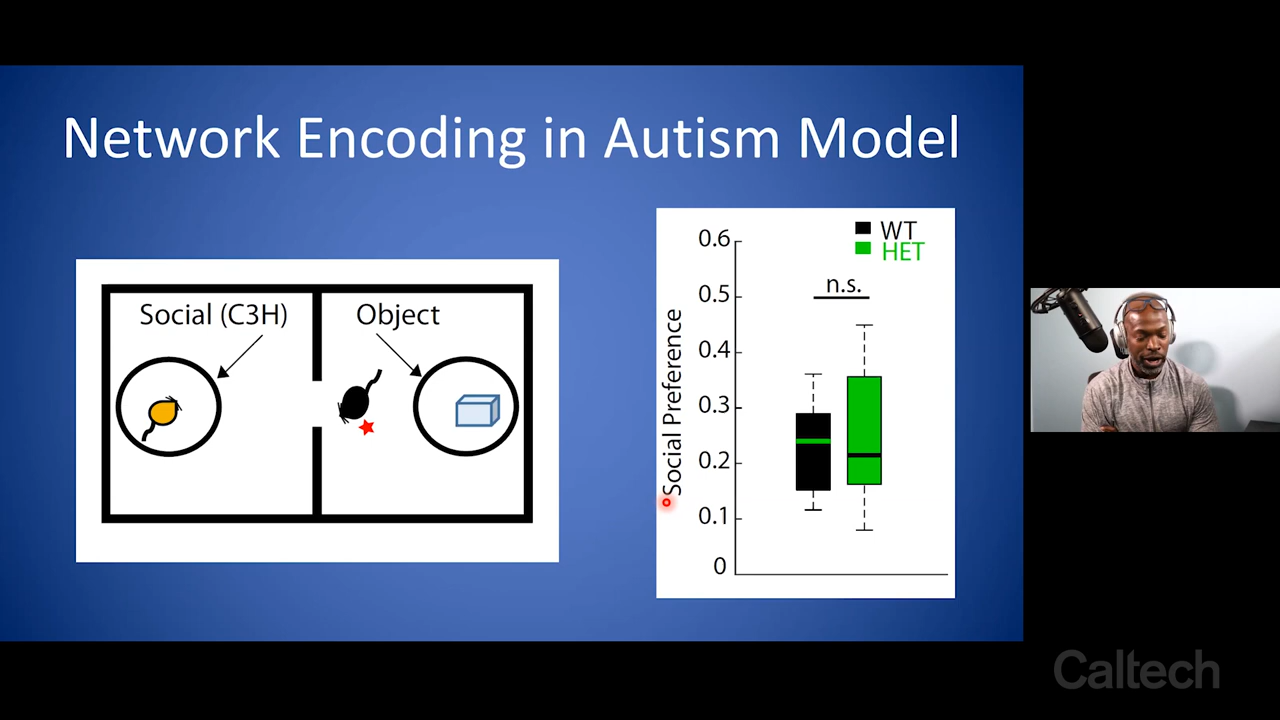 Network Encoding in Autism Model
Social (C3H)
Object
WT
HET
n.s.
Social Preference
0.6
0.5
0.4
0.3
0.2
0.1
0
Caltech